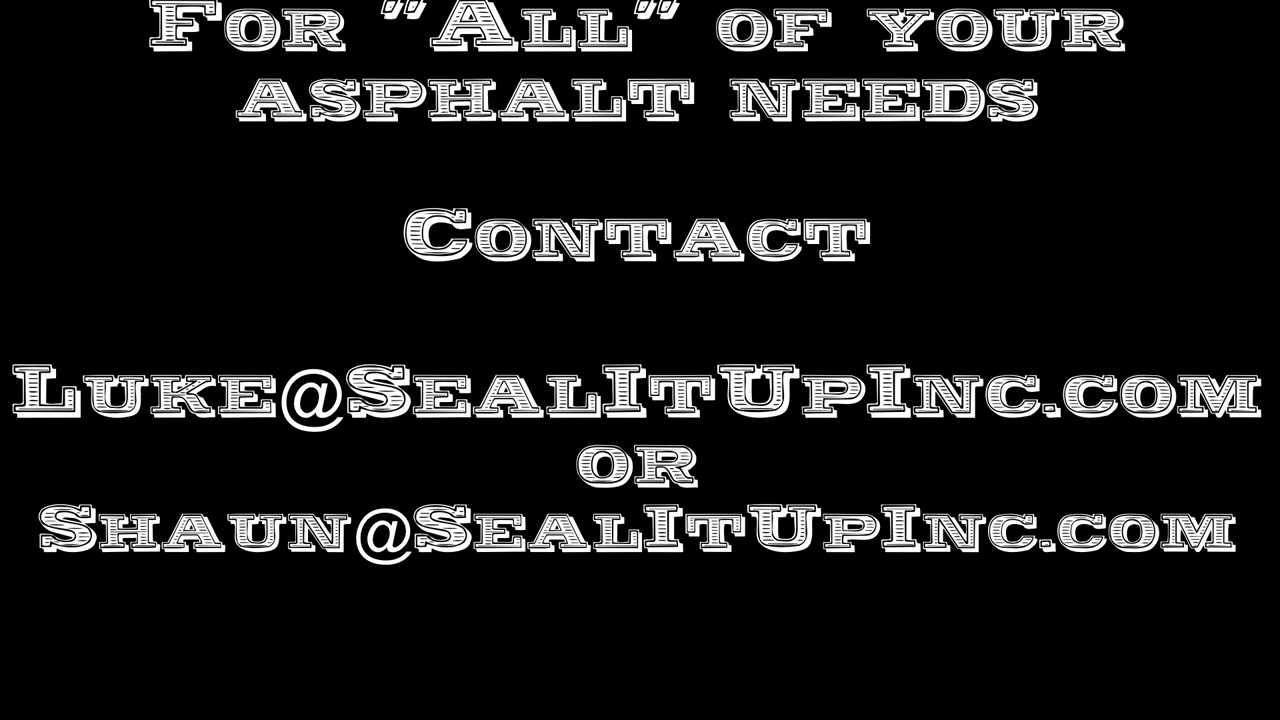 For "All" of your
asphalt needs
Contact
Luke@SealItUpInc.com
or
Shaun@SealItUpInc.com